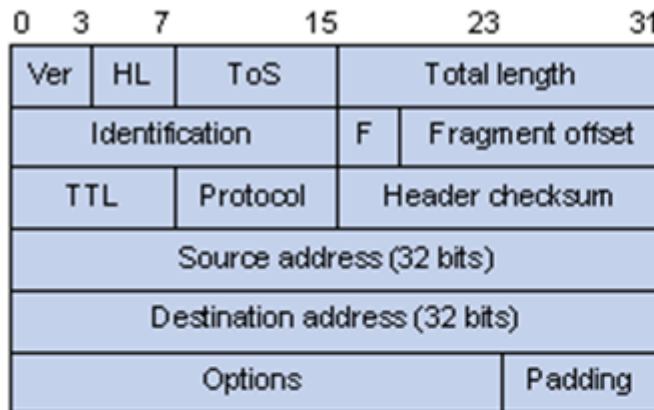 0 3 7 15 23 31
Ver HL ToS Total length
Identification F Fragment offset
TTL Protocol Header checksum
Source address (32 bits)
Destination address (32 bits)
Options Padding